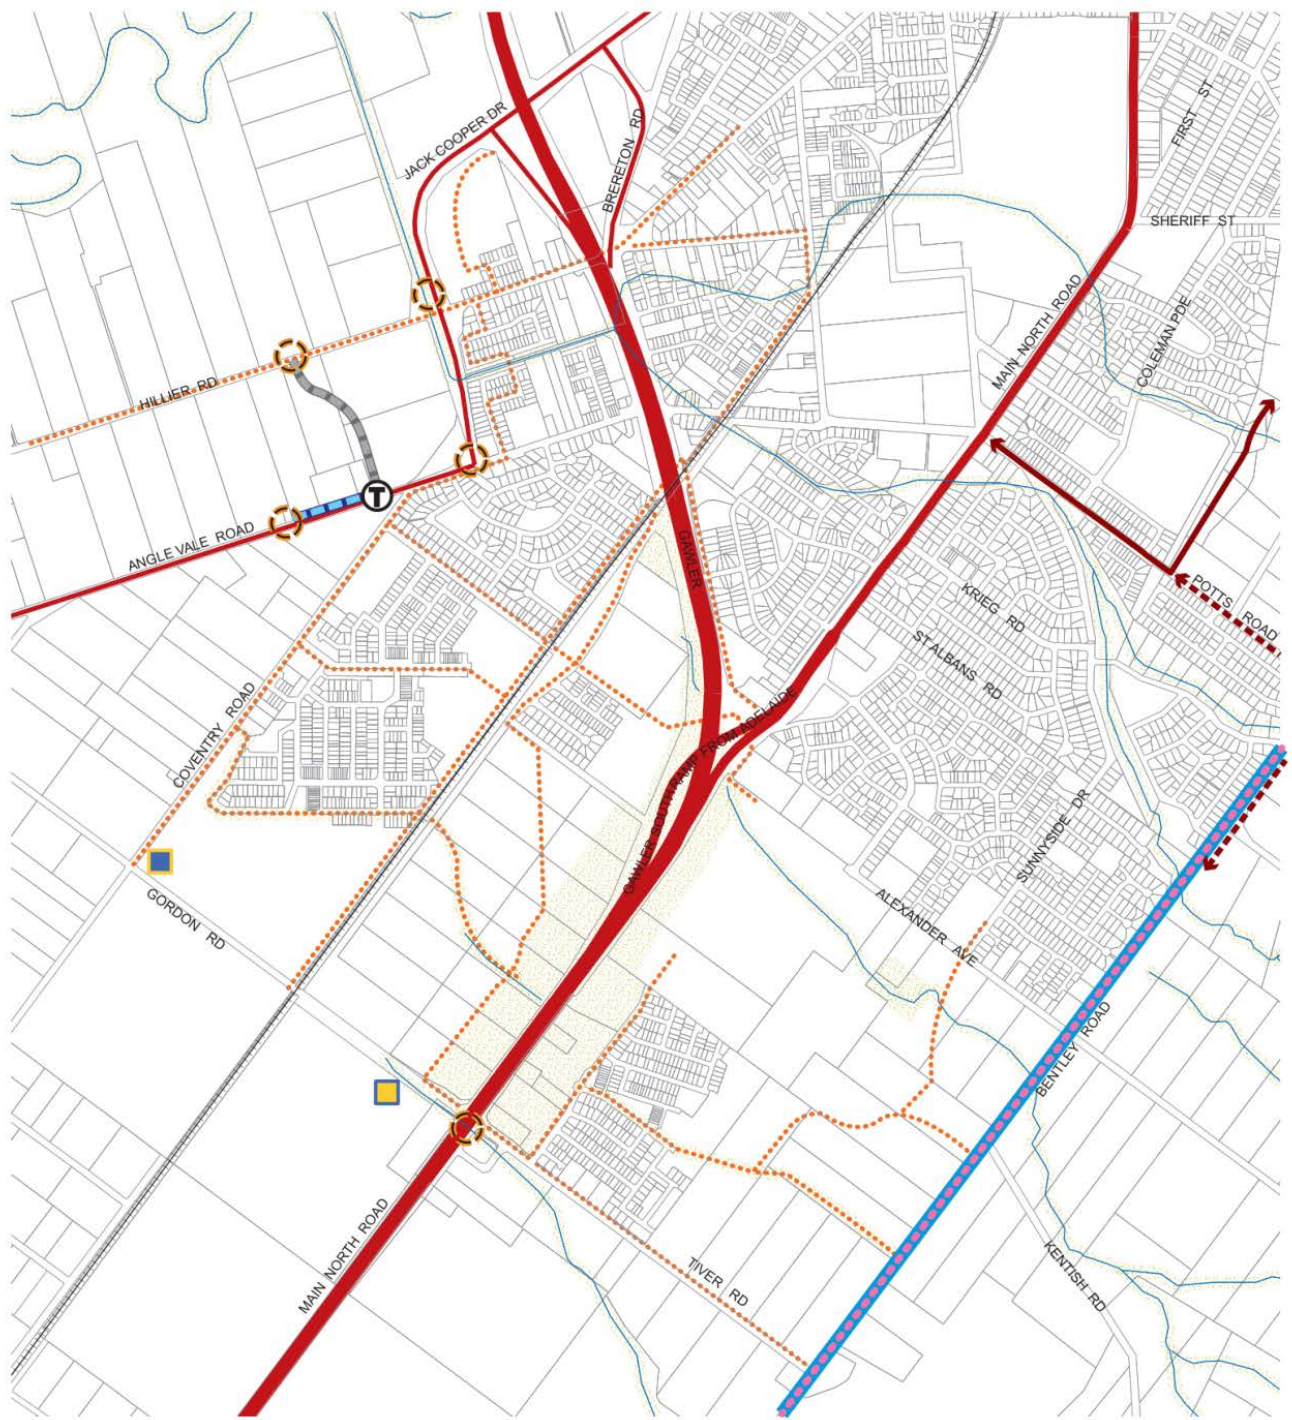 FIRST ST
JACK COOPER DR
BRERETON RD
SHERIFF ST
MAIN NORTH ROAD
COLEMAN PDE
HILLIER RD
T
ANGLE VALE ROAD
GAWLER
POTTS ROAD
KRIEG RD
ST ALBANS RD
COVENTRY ROAD
GAWLER SOUTH RAMP FROM ADELAIDE
SUNNYSIDE DR
GORDON RD
ALEXANDER AVE
BENTLEY ROAD
MAIN NORTH ROAD
TIVER RD
KENTISH RD